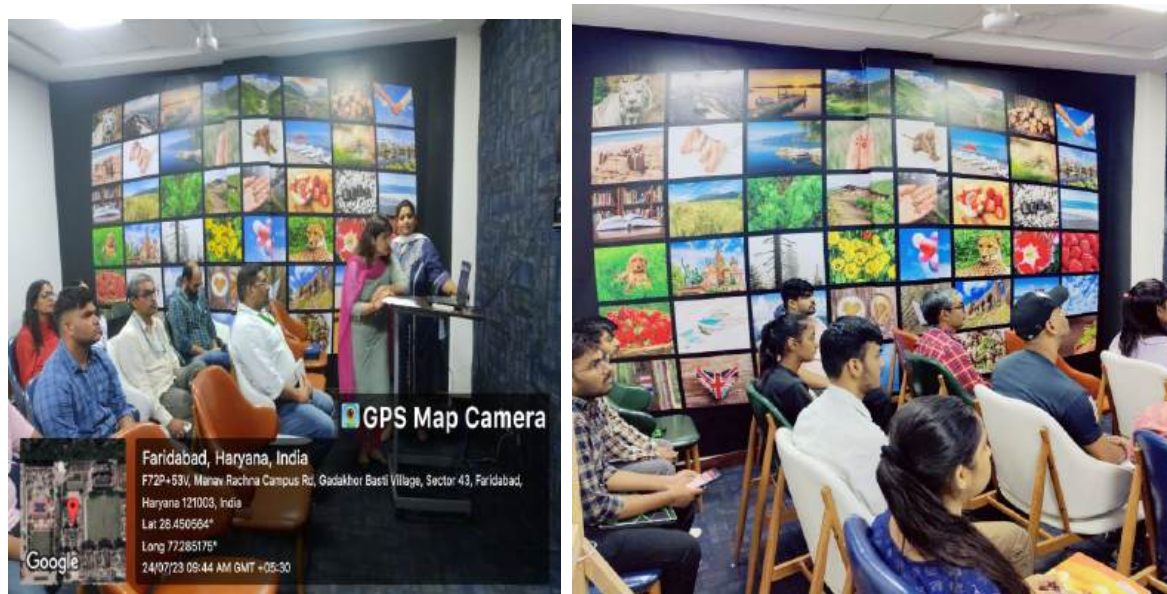 GPS Map Camera
Faridabad, Haryana, India
F72P+53V, Manav Rachna Campus Rd, Gadakhor Basti Village, Sector 43, Faridabad,
Haryana 121003, India
Lat 28.450564°
Long 77.285175°
24/07/23 09:44 AM GMT +05:30
Google